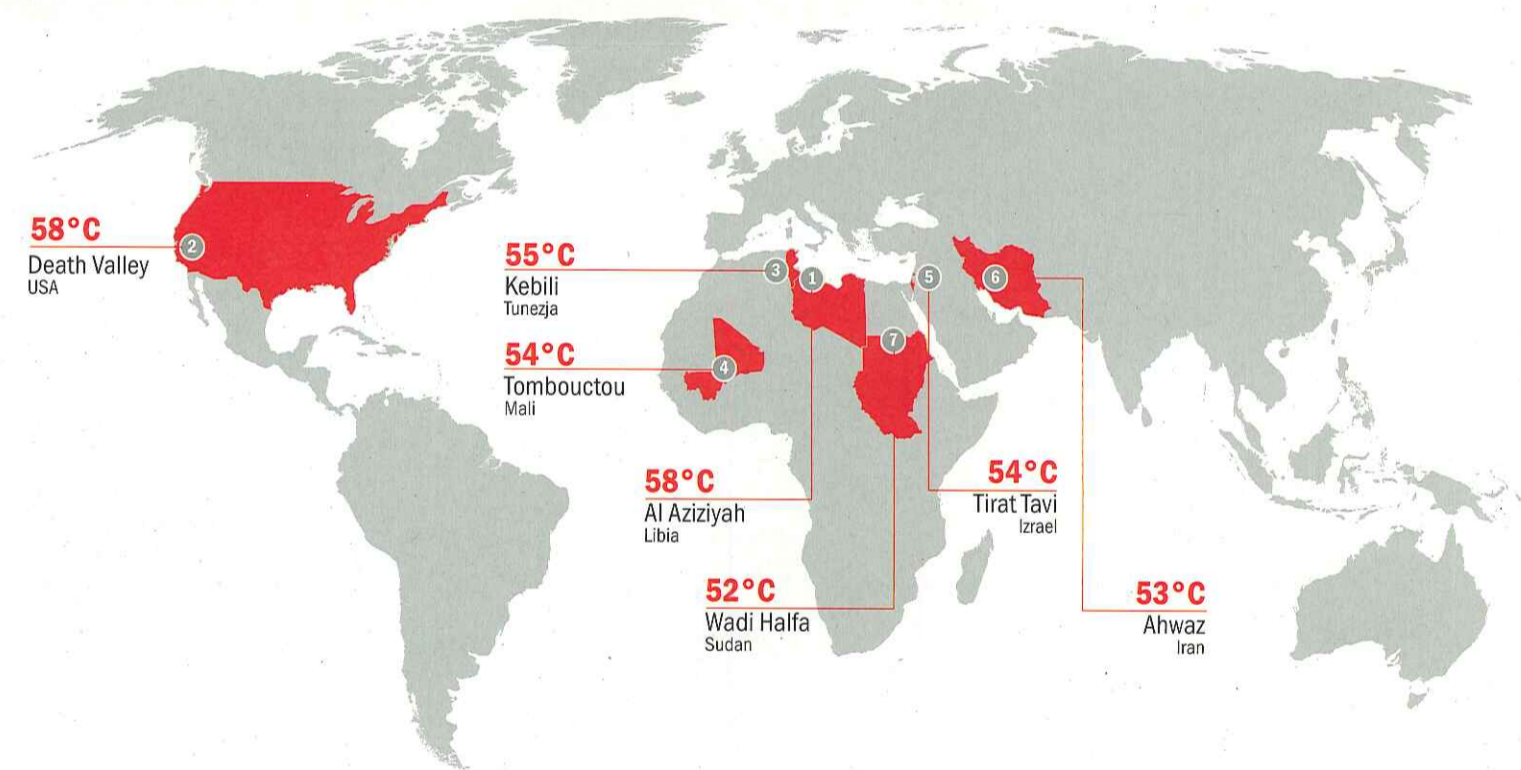 58°C
2
Death Valley
USA
55°C
3
1
Kebili
Tunezja
54°C
4
Tombouctou
Mali
5
6
7
58°C
Al Aziziyah
Libia
54°C
Tirat Tavi
Izrael
52°C
Wadi Halfa
Sudan
53°C
Ahwaz
Iran